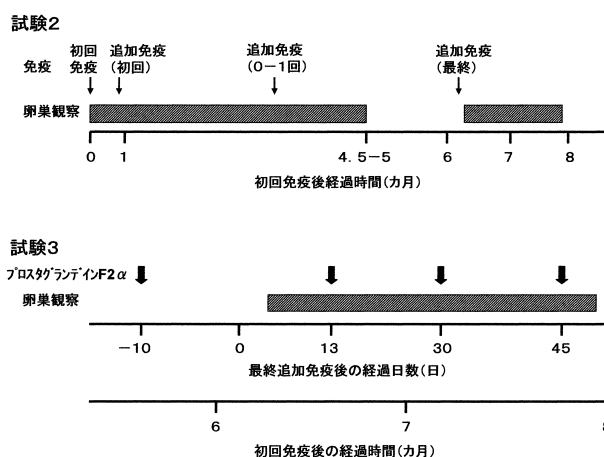 試験2
免疫
初回
免疫
追加免疫
(初回)
追加免疫
(0−1回)
追加免疫
(最終)
卵巣観察
0 1 4.5−5 6 7 8
初回免疫後経過時間(カ月)
試験3
プロスタグランデインF2α
卵巣観察
−10 0 13 30 45
最終追加免疫後の経過日数(日)
6 7 8
初回免疫後の経過時間(カ月)